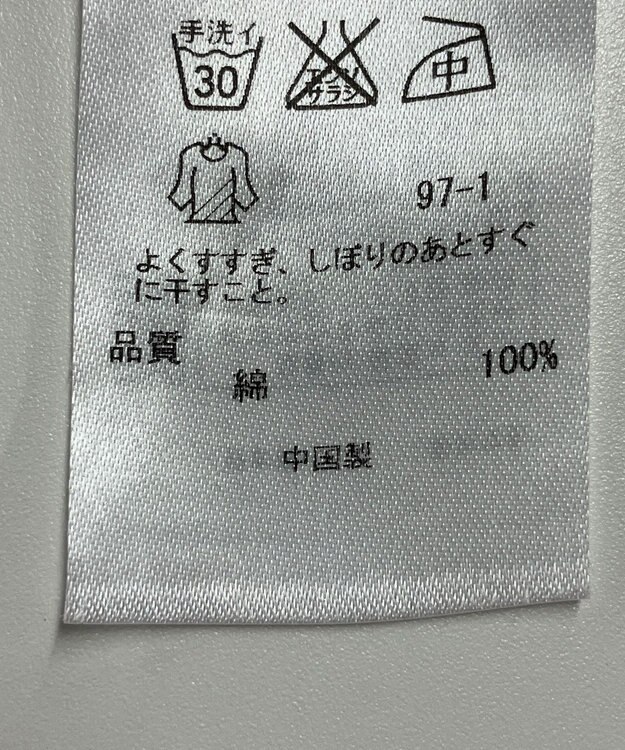 手洗イ
30
エンソ
サラシ
中
97-1
よくすすぎ、しぼりのあとすぐ
に干すこと。
品質
綿 100%
中国製